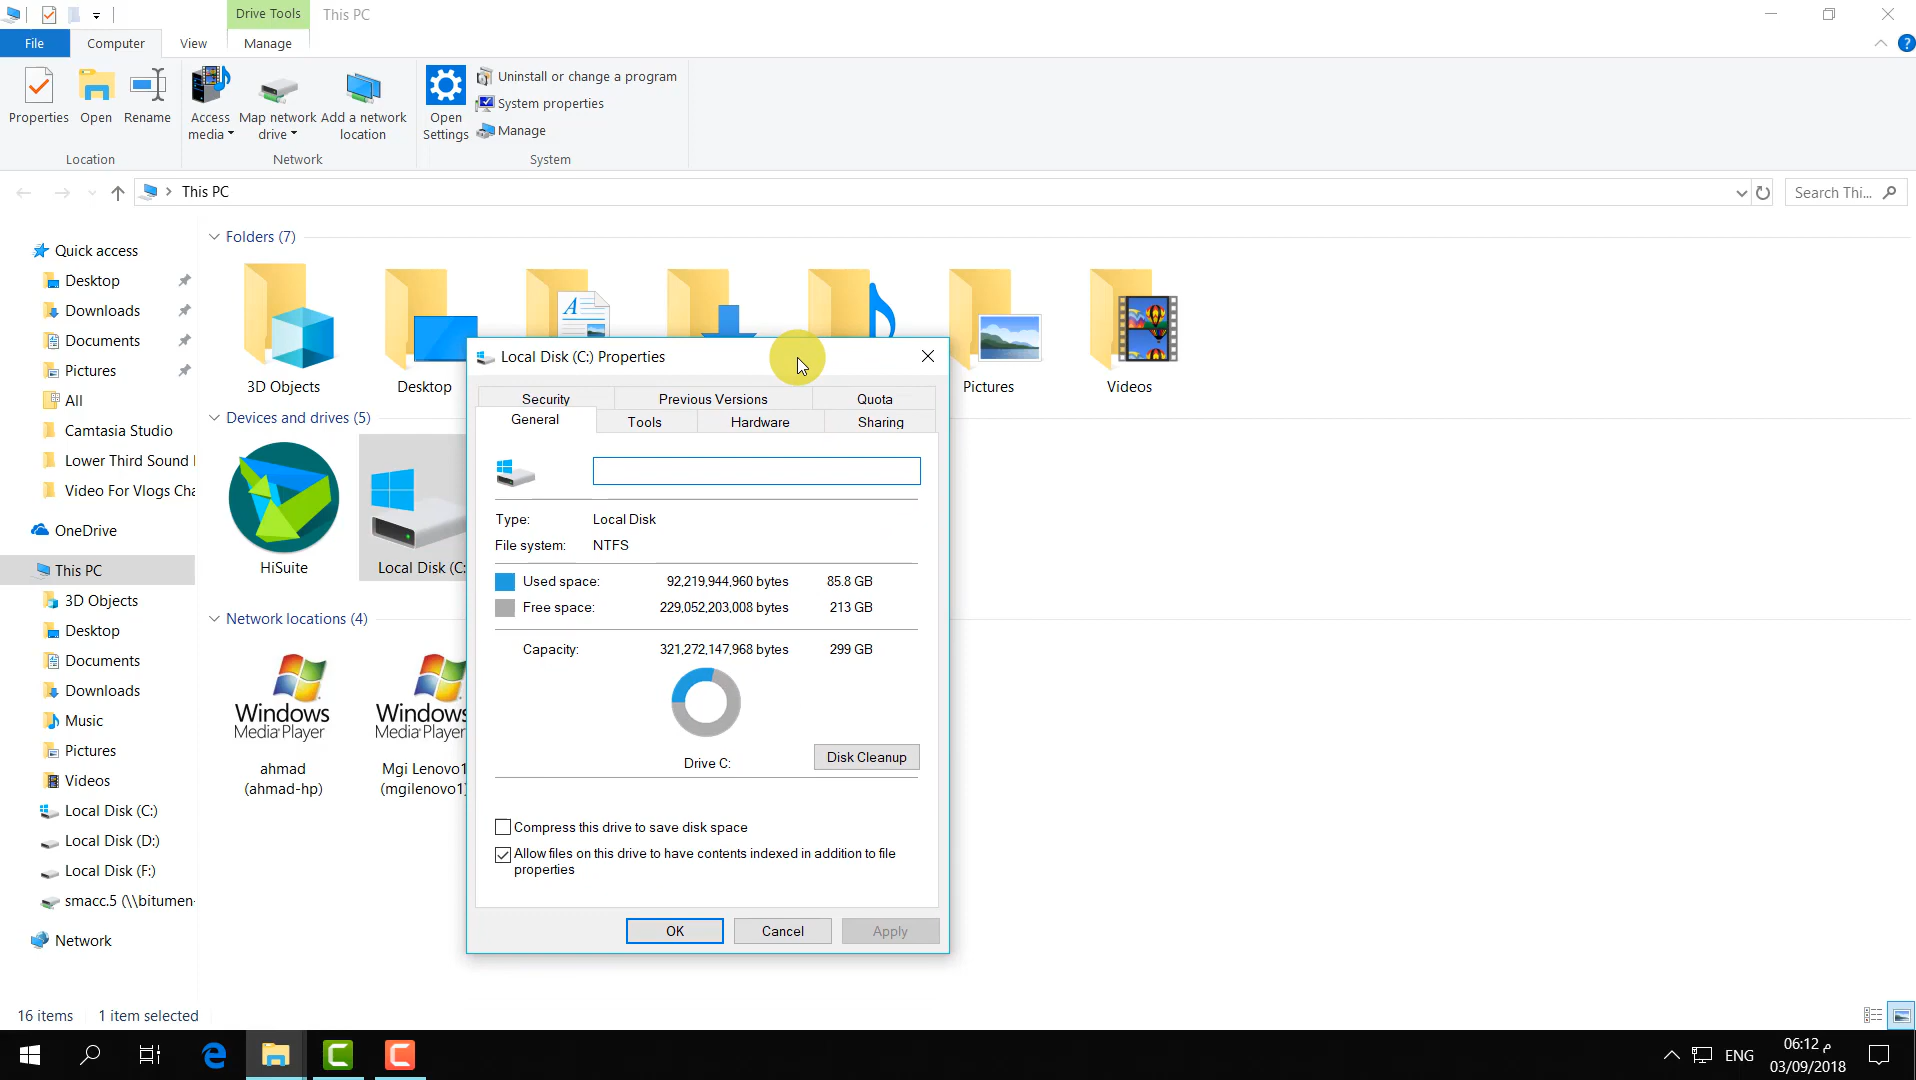 Drive Tools
This PC
File
Computer
View
Manage
Properties
Open
Rename
Access media
Map network drive
Add a network location
Open Settings
Uninstall or change a program
System properties
Manage
Location
Network
System
This PC
Search Thi...
Quick access
Desktop
Downloads
Documents
Pictures
All
Camtasia Studio
Lower Third Sound
Video For Vlogs Cha
OneDrive
This PC
3D Objects
Desktop
Documents
Downloads
Music
Pictures
Videos
Local Disk (C:)
Local Disk (D:)
Local Disk (F:)
smacc.5 (\\bitumen-
Network
Folders (7)
3D Objects
Desktop
Pictures
Videos
Devices and drives (5)
HiSuite
Local Disk (C:
Network locations (4)
Windows
Media Player
ahmad
(ahmad-hp)
Windows
Media Player
Mgi Lenovo1
(mgilenovo1)
Local Disk (C:) Properties
Security
Previous Versions
Quota
General
Tools
Hardware
Sharing
Type: Local Disk
File system: NTFS
Used space: 92,219,944,960 bytes 85.8 GB
Free space: 229,052,203,008 bytes 213 GB
Capacity: 321,272,147,968 bytes 299 GB
Drive C:
Disk Cleanup
Compress this drive to save disk space
Allow files on this drive to have contents indexed in addition to file
properties
OK
Cancel
Apply
16 items
1 item selected
ENG
06:12 م
03/09/2018